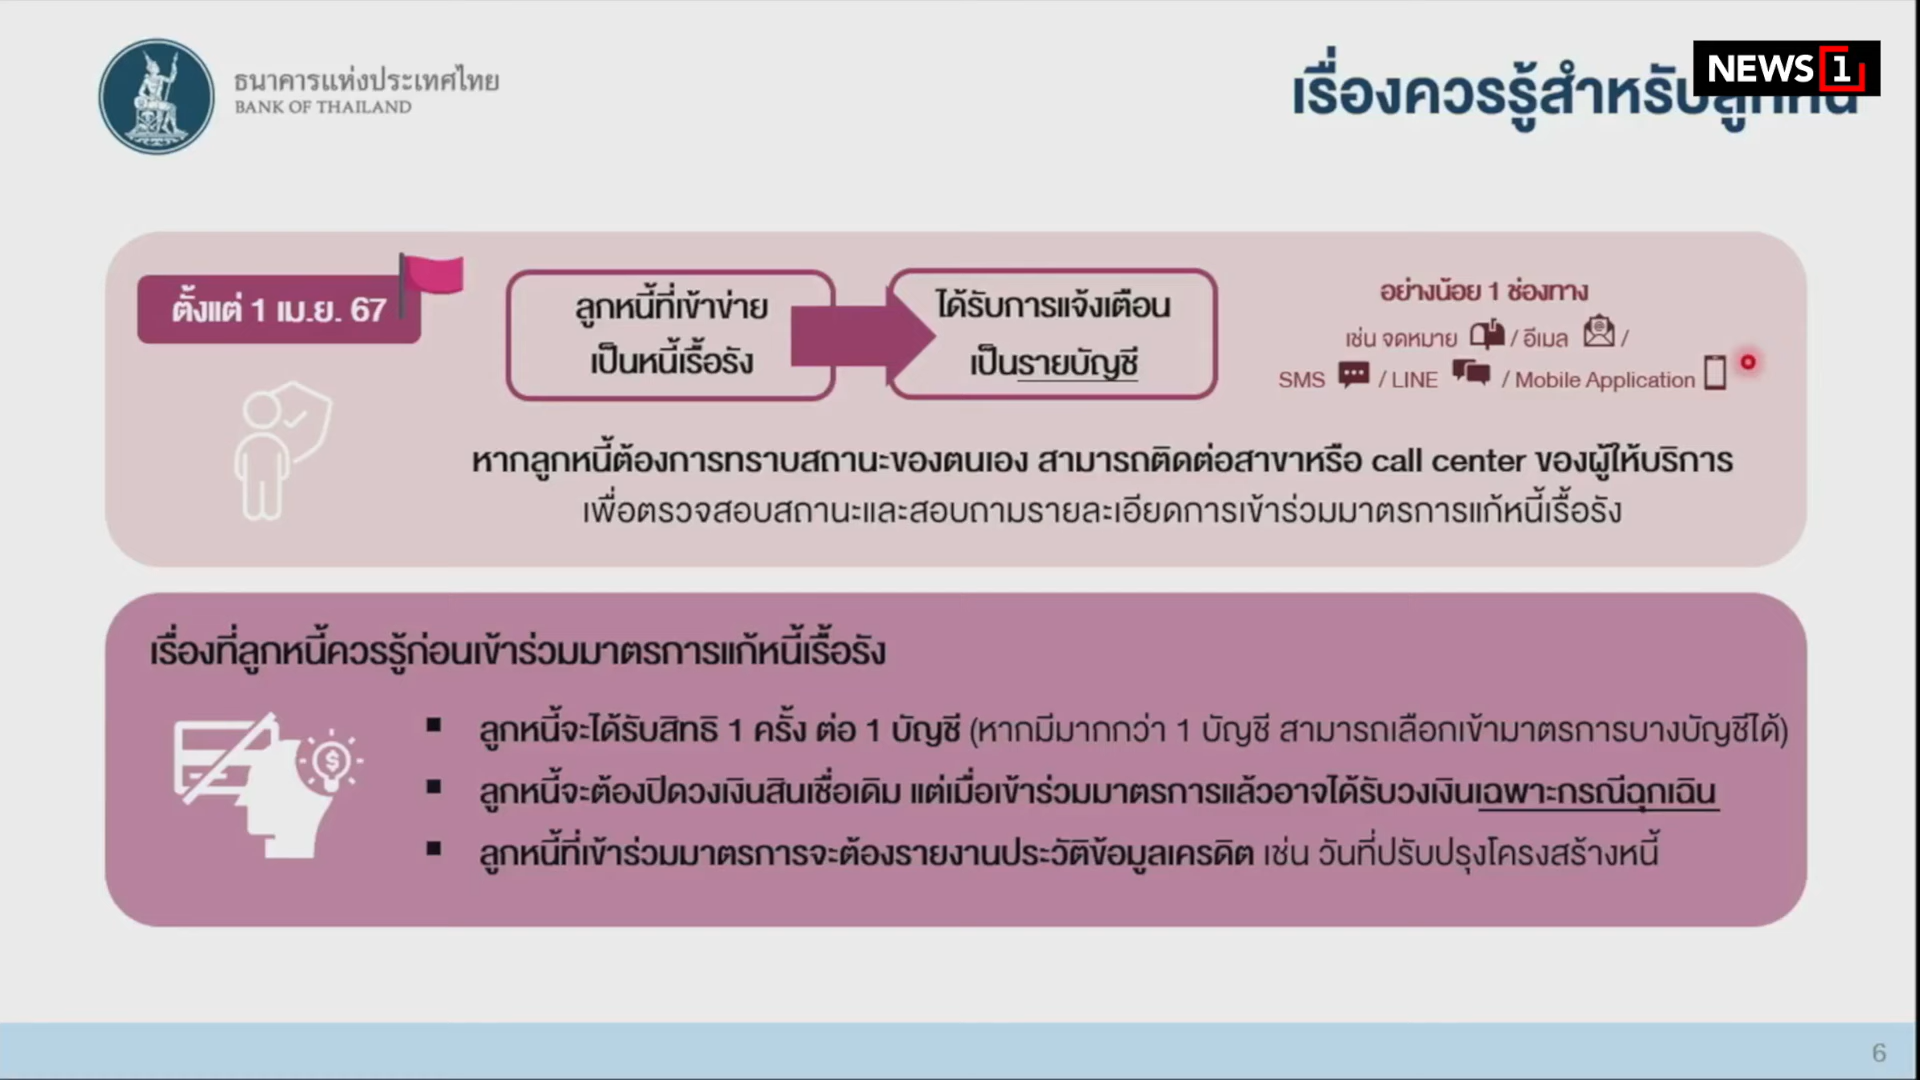 ธนาคารแห่งประเทศไทย
BANK OF THAILAND
NEWS 1
เรื่องควรรู้สำหรับ
ตั้งแต่ 1 เม.ย. 67
ลูกหนี้ที่เข้าข่าย
เป็นหนี้เรื้อรัง
ได้รับการแจ้งเตือน
เป็นรายบัญชี
อย่างน้อย 1 ช่องทาง
เช่น จดหมาย / อีเมล /
SMS / LINE / Mobile Application
หากลูกหนี้ต้องการทราบสถานะของตนเอง สามารถติดต่อสาขาหรือ call center ของผู้ให้บริการ
เพื่อตรวจสอบสถานะและสอบถามรายละเอียดการเข้าร่วมมาตรการแก้หนี้เรื้อรัง
เรื่องที่ลูกหนี้ควรรู้ก่อนเข้าร่วมมาตรการแก้หนี้เรื้อรัง
▪ ลูกหนี้จะได้รับสิทธิ 1 ครั้ง ต่อ 1 บัญชี (หากมีมากกว่า 1 บัญชี สามารถเลือกเข้ามาตรการบางบัญชีได้)
▪ ลูกหนี้จะต้องปิดวงเงินสินเชื่อเดิม แต่เมื่อเข้าร่วมมาตรการแล้วอาจได้รับวงเงินเฉพาะกรณีฉุกเฉิน
▪ ลูกหนี้ที่เข้าร่วมมาตรการจะต้องรายงานประวัติข้อมูลเครดิต เช่น วันที่ปรับปรุงโครงสร้างหนี้
6